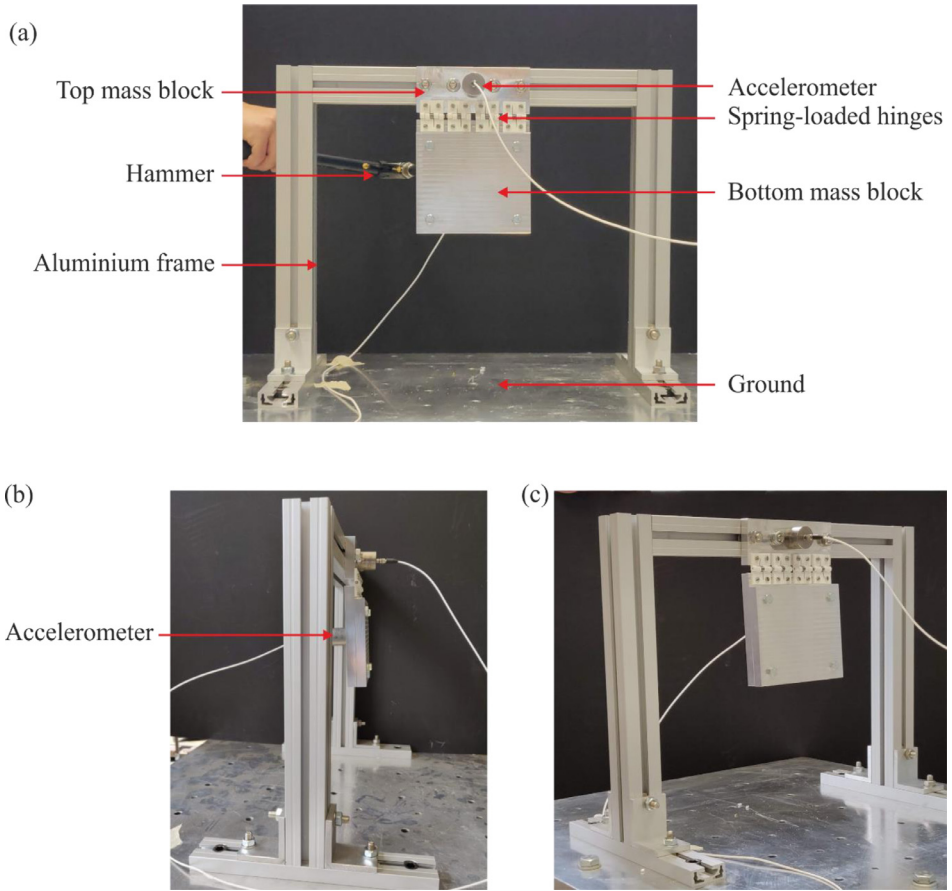 (a)
Top mass block
Accelerometer
Spring-loaded hinges
Hammer
Bottom mass block
Aluminium frame
Ground
(b)
(c)
Accelerometer